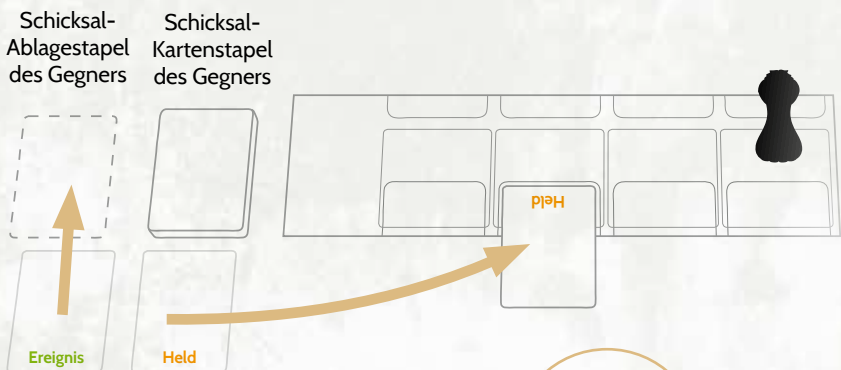 Schicksal-
Ablagestapel
des Gegners
Schicksal-
Kartenstapel
des Gegners
Held
Ereignis
Held